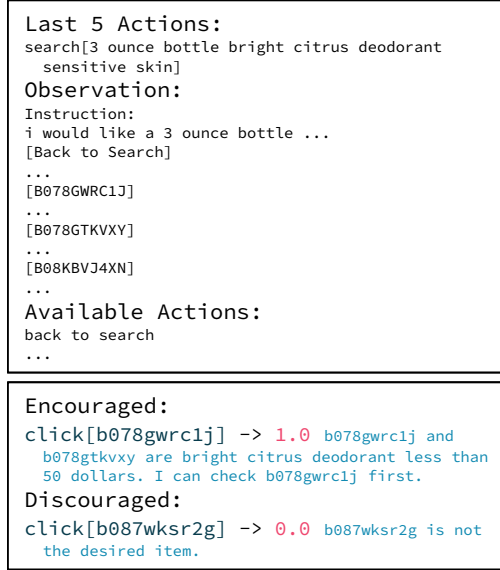 Last 5 Actions:
search[3 ounce bottle bright citrus deodorant
sensitive skin]
Observation:
Instruction:
i would like a 3 ounce bottle ...
[Back to Search]
...
[B078GWRC1J]
...
[B078GTKVXY]
...
[B08KBVJ4XN]
...
Available Actions:
back to search
...
Encouraged:
click[b078gwrc1j] -> 1.0 b078gwrc1j and
b078gtkvxy are bright citrus deodorant less than
50 dollars. I can check b078gwrc1j first.
Discouraged:
click[b087wksr2g] -> 0.0 b087wksr2g is not
the desired item.